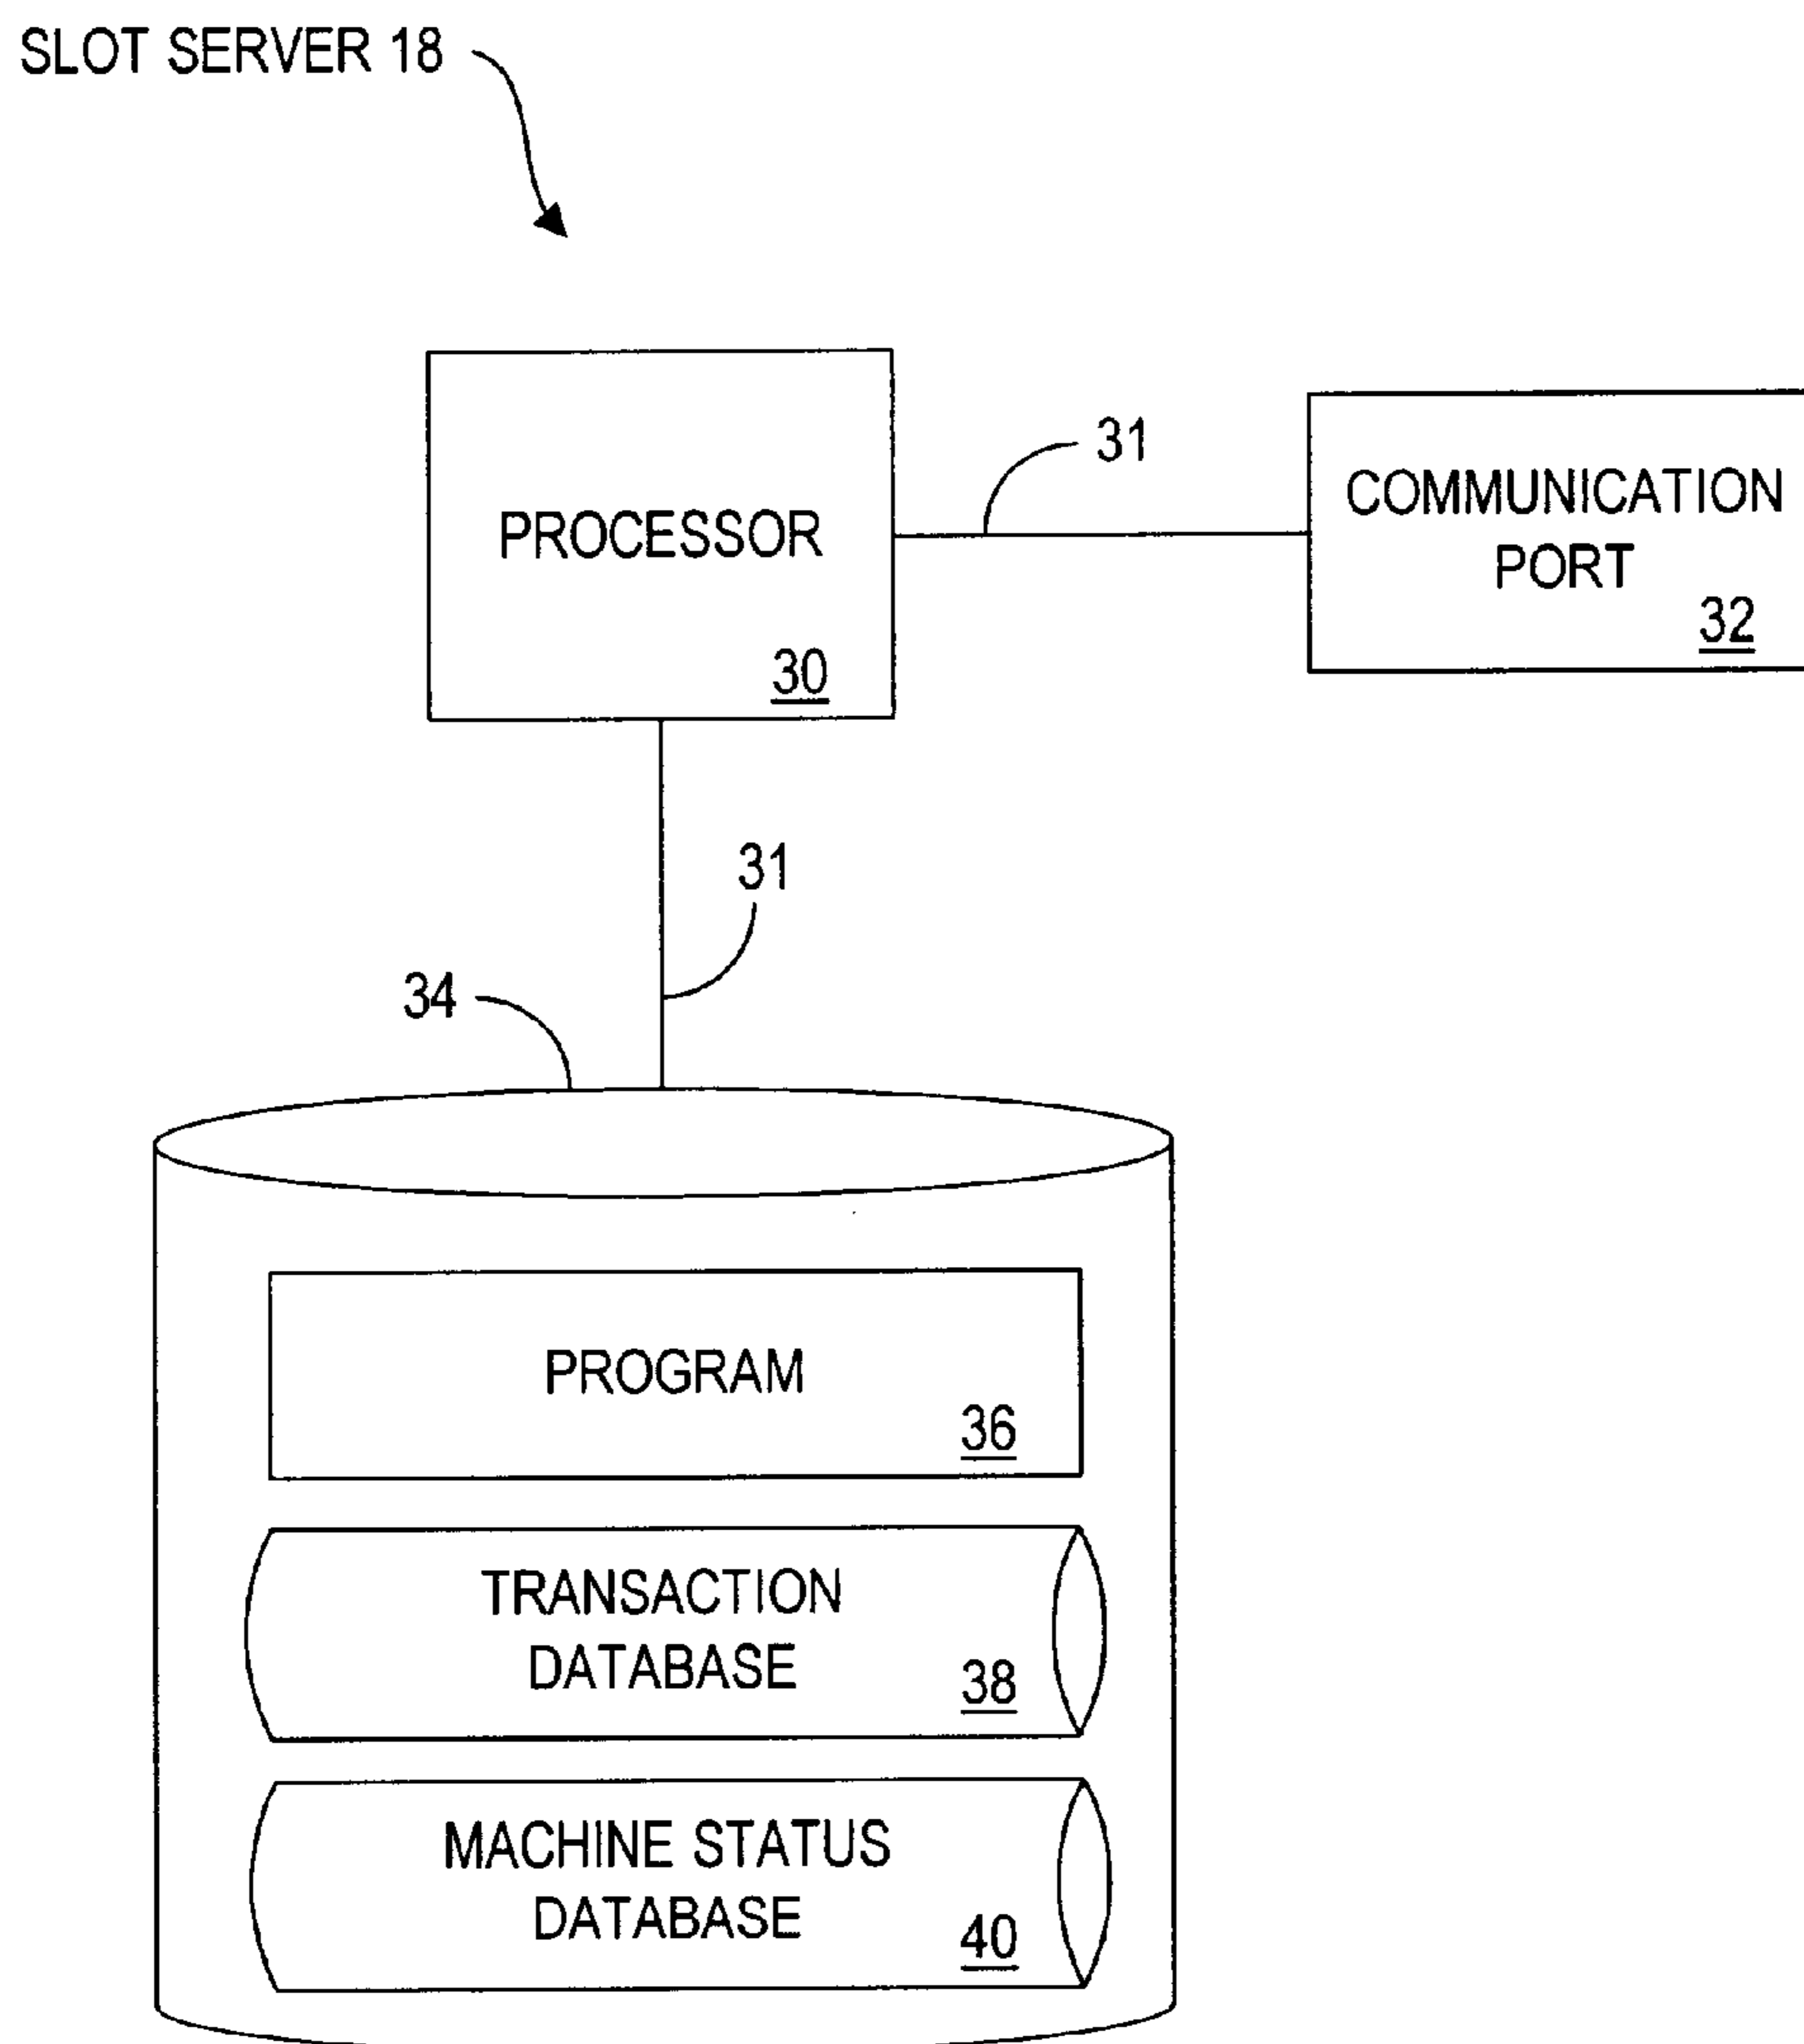 SLOT SERVER 18
PROCESSOR
30
31
COMMUNICATION
PORT
32
31
34
PROGRAM
36
TRANSACTION
DATABASE
38
MACHINE STATUS
DATABASE
40